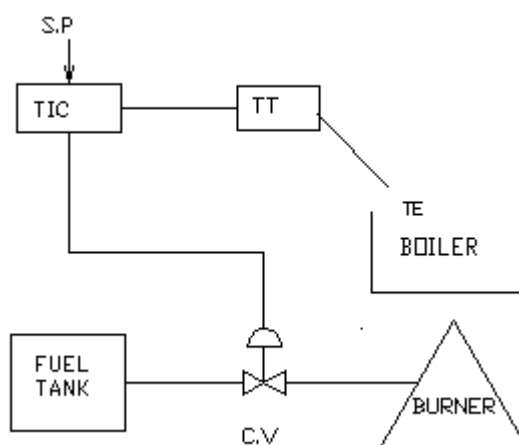 S.P
TIC
TT
TE
BOILER
FUEL
TANK
BURNER
C.V